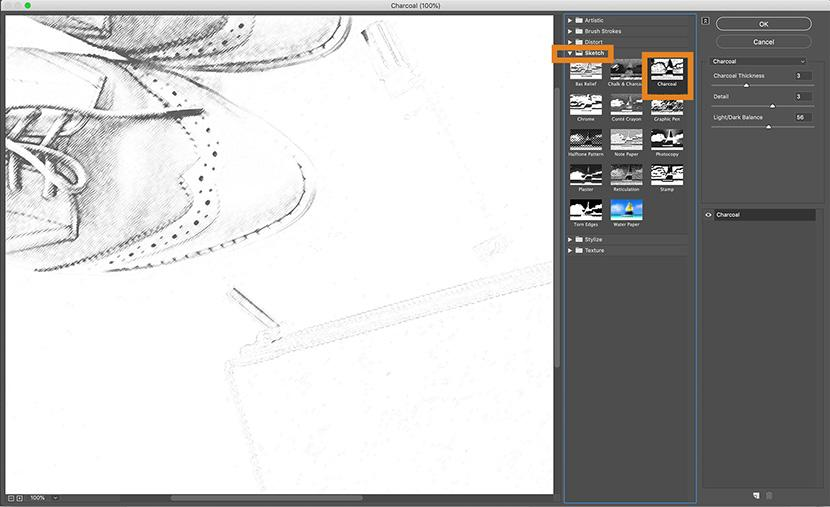 Charcoal (100%)
Artistic
Brush Strokes
Distort
Sketch
Bas Relief
Chalk & Charcoal
Charcoal
Chrome
Conté Crayon
Graphic Pen
Halftone Pattern
Note Paper
Photocopy
Plaster
Reticulation
Stamp
Torn Edges
Water Paper
Stylize
Texture
OK
Cancel
Charcoal
Charcoal Thickness 3
Detail 3
Light/Dark Balance 56
Charcoal
100%